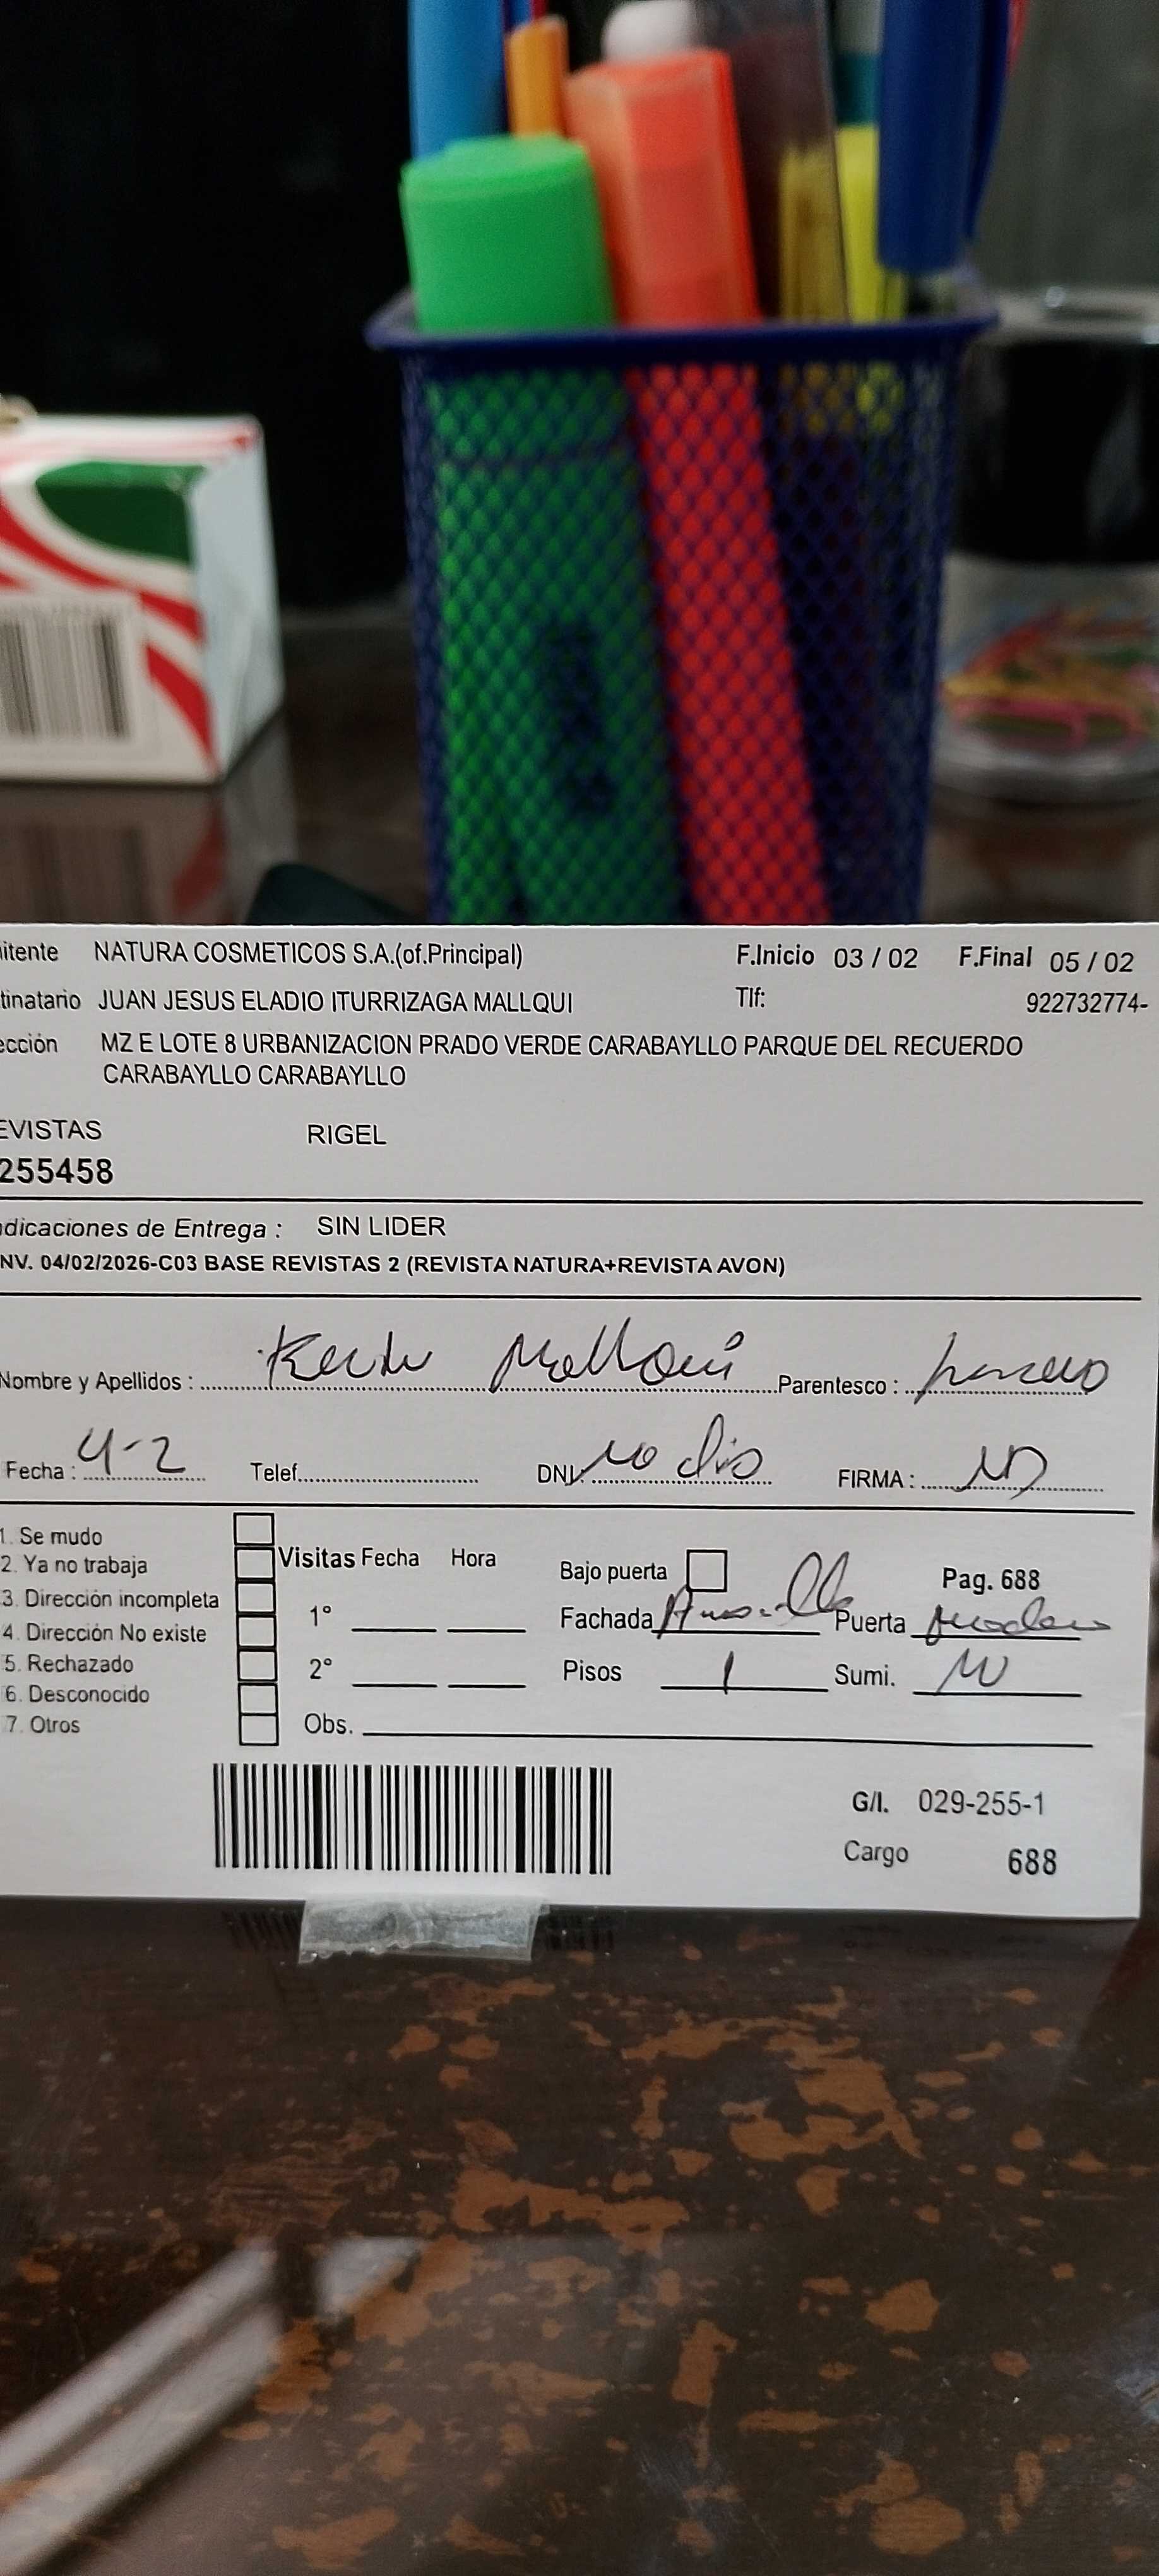 itente NATURA COSMETICOS S.A.(of.Principal) F.Inicio 03 / 02 F.Final 05 / 02
tinatario JUAN JESUS ELADIO ITURRIZAGA MALLQUI Tlf: 922732774-
ección MZ E LOTE 8 URBANIZACION PRADO VERDE CARABAYLLO PARQUE DEL RECUERDO
CARABAYLLO CARABAYLLO
EVISTAS RIGEL
255458
ndicaciones de Entrega : SIN LIDER
NV. 04/02/2026-C03 BASE REVISTAS 2 (REVISTA NATURA+REVISTA AVON)
Nombre y Apellidos : Mallqui Parentesco :
Fecha : 4-2 Telef. DNI. no dio FIRMA :
1. Se mudo
2. Ya no trabaja Visitas Fecha Hora Bajo puerta Pag. 688
3. Dirección incompleta 1° Fachada Puerta
4. Dirección No existe
5. Rechazado 2° Pisos 1 Sumi.
6. Desconocido
7. Otros Obs.
G/I. 029-255-1
Cargo 688